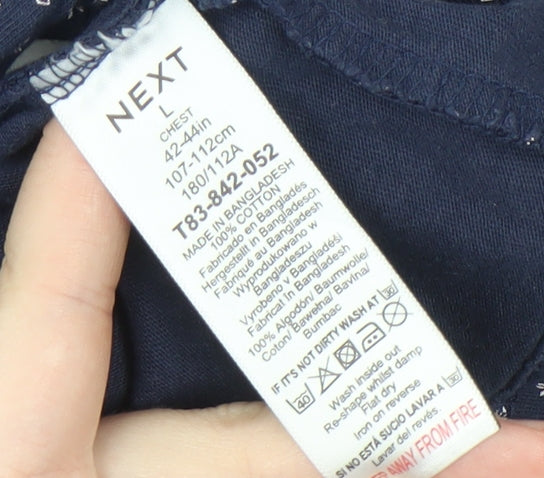 NEXT
L
CHEST
42-44in
107-112cm
180/112A
T83-842-052
MADE IN BANGLADESH
100% COTTON
Fabricado en Bangladés
Hergestellt in Bangladesch
Fabriqué au Bangladesh
Wyprodukowano w
Bangladeszu
Vyrobeno v Bangladéši
Fabricat în Bangladesh
100% Algodón/ Baumwolle/
Coton/ Bawełna/ Bavlna/
Bumbac
IF IT'S NOT DIRTY WASH AT 30
40
Wash inside out
Re-shape whilst damp
Flat dry
Iron on reverse
SI NO ESTÁ SUCIO LAVAR A 30
Lavar del revés.
AWAY FROM FIRE